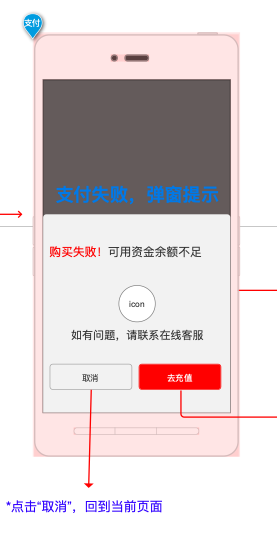 支付
支付失败，弹窗提示
购买失败！可用资金余额不足
icon
如有问题，请联系在线客服
取消
去充值
*点击“取消”，回到当前页面